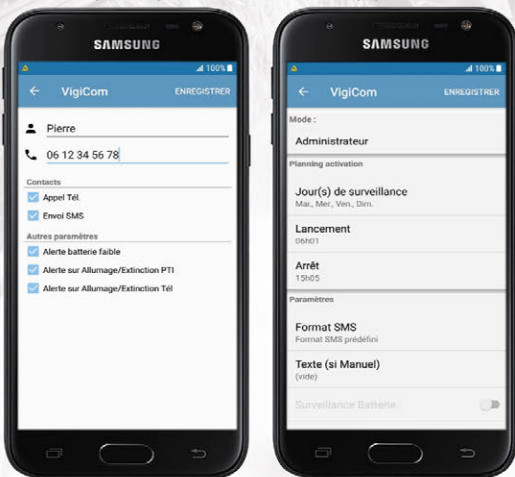 SAMSUNG
100%
VigiCom
ENREGISTRER
Pierre
06 12 34 56 78
Contacts
Appel Tél.
Envoi SMS
Autres paramètres
Alerte batterie faible
Alerte sur Allumage/Extinction PTI
Alerte sur Allumage/Extinction Tél
SAMSUNG
100%
VigiCom
ENREGISTRER
Mode :
Administrateur
Planning activation
Jour(s) de surveillance
Mar., Mer., Ven., Dim.
Lancement
06h01
Arrêt
15h05
Paramètres
Format SMS
Format SMS prédéfini
Texte (si Manuel)
(vide)
Surveillance Batterie